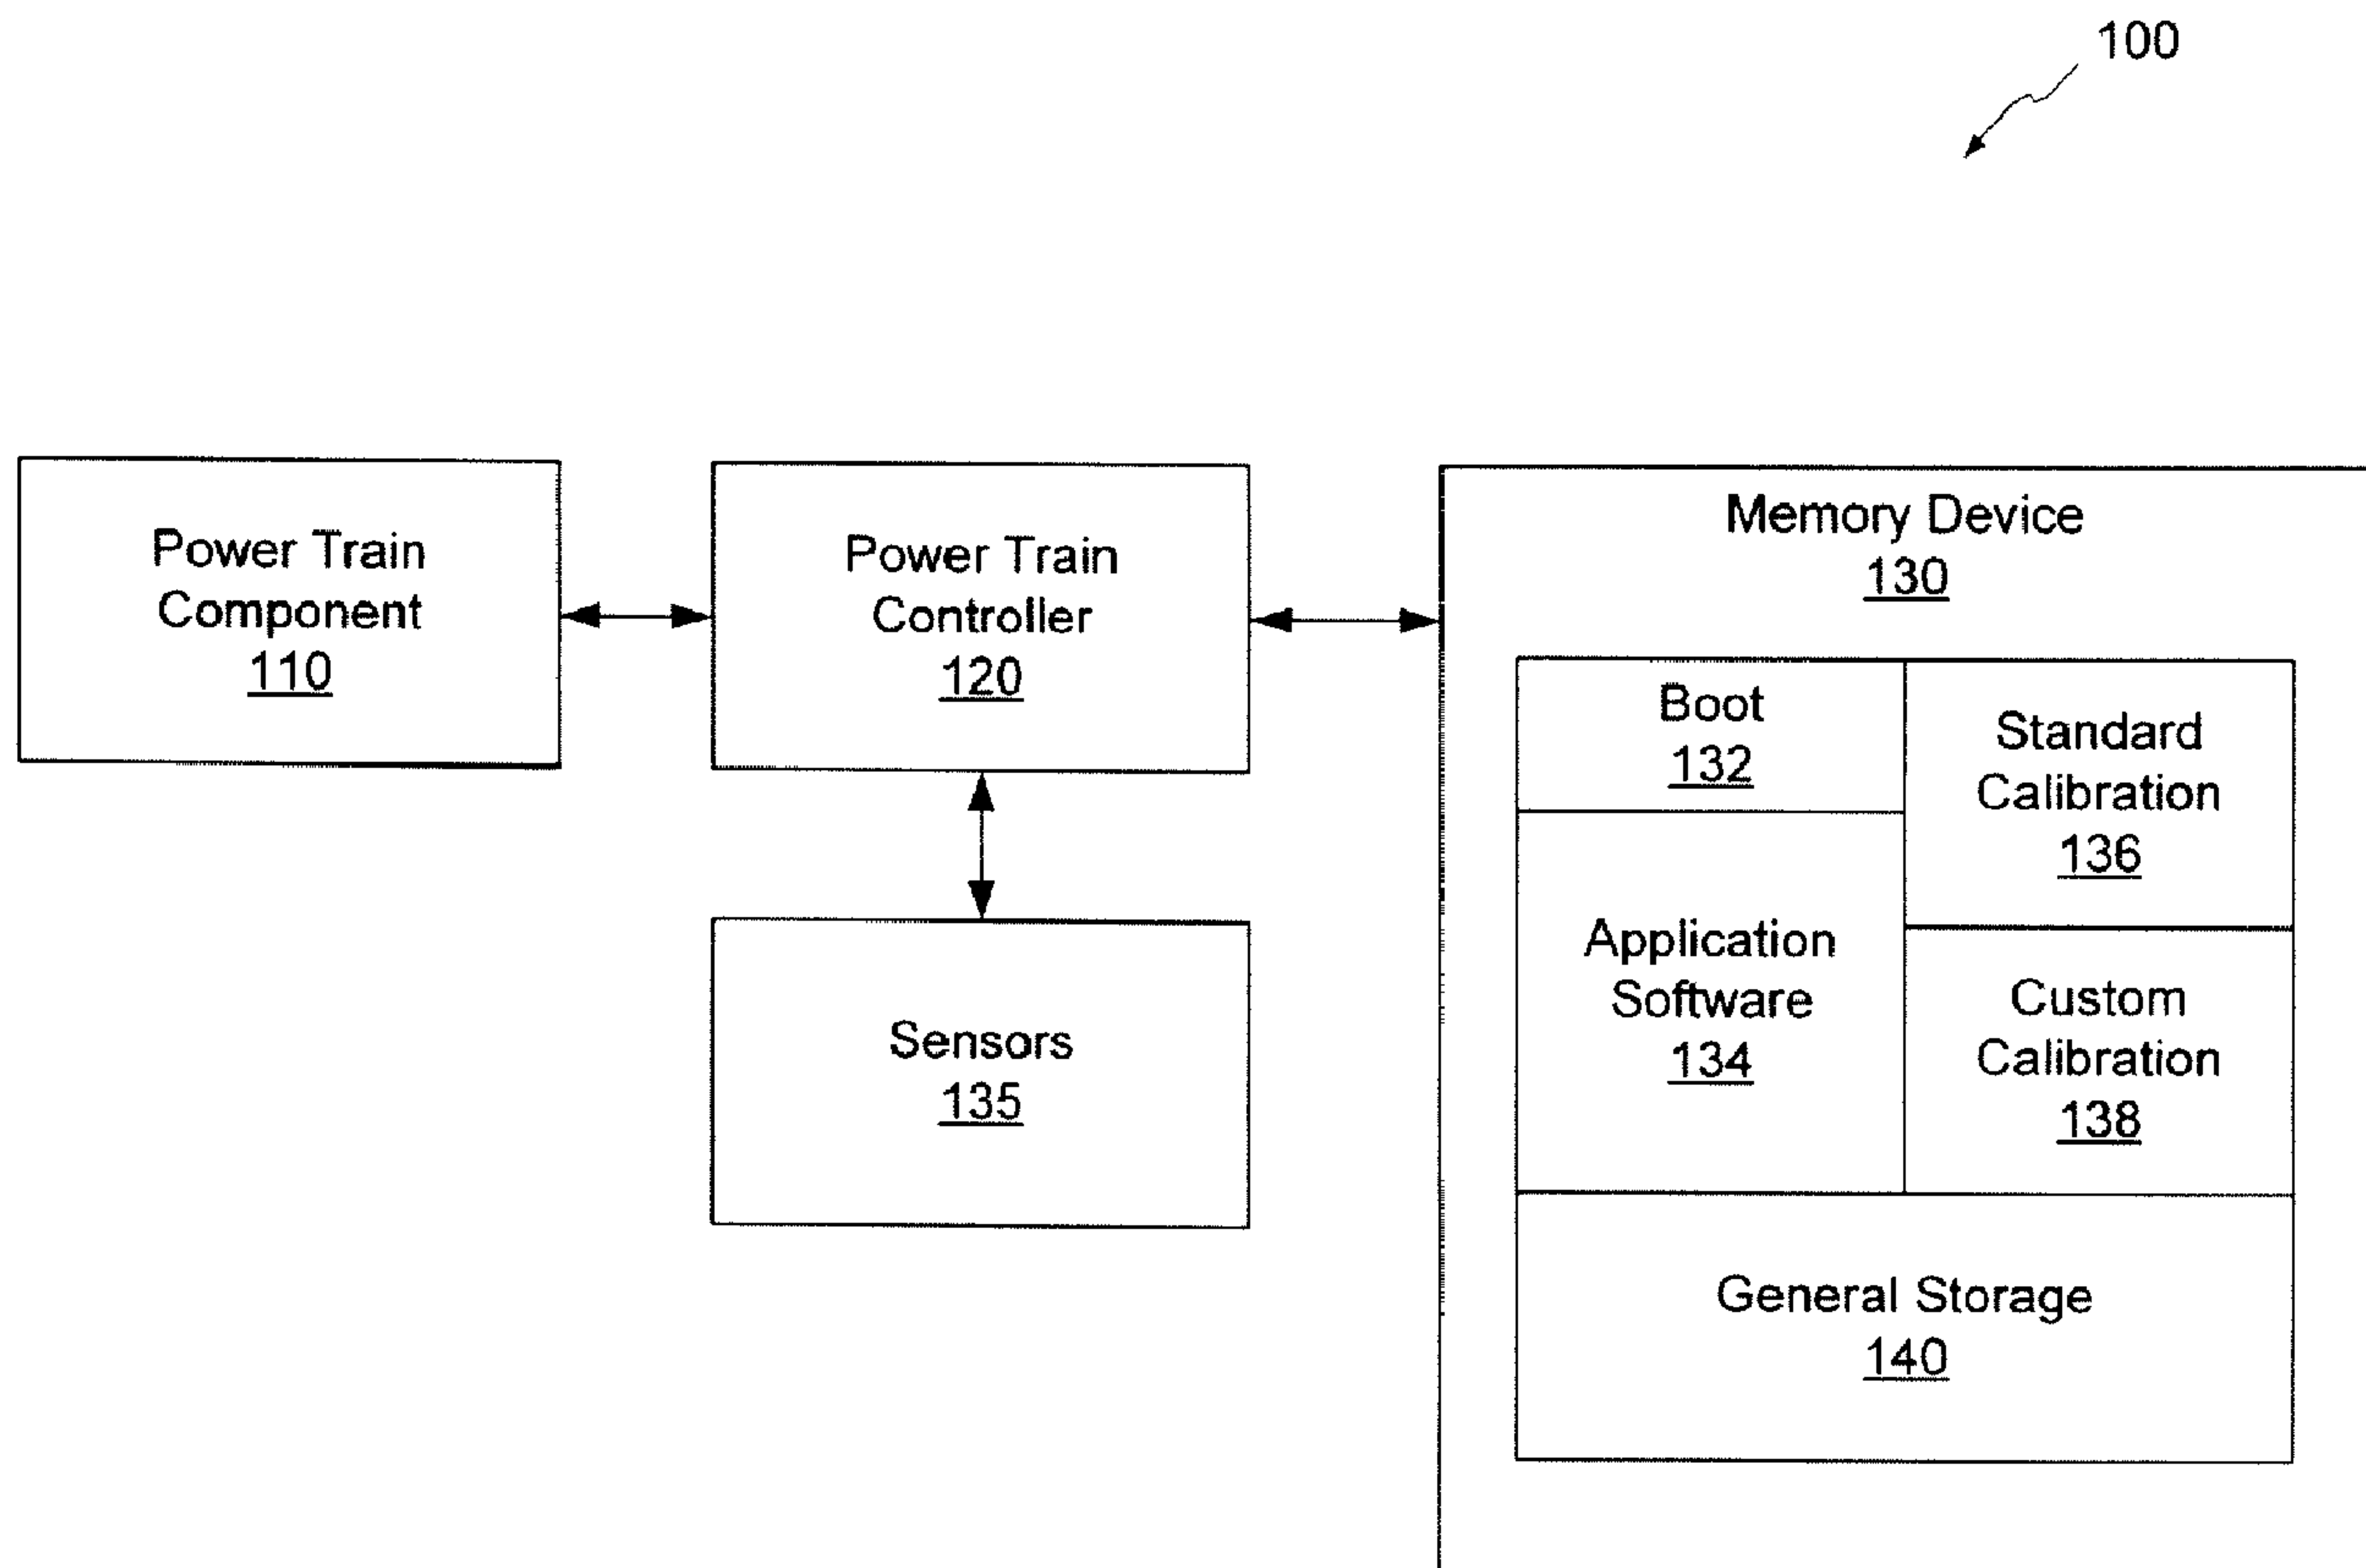 100
Power Train
Component
110
Power Train
Controller
120
Sensors
135
Memory Device
130
Boot
132
Application
Software
134
Standard
Calibration
136
Custom
Calibration
138
General Storage
140